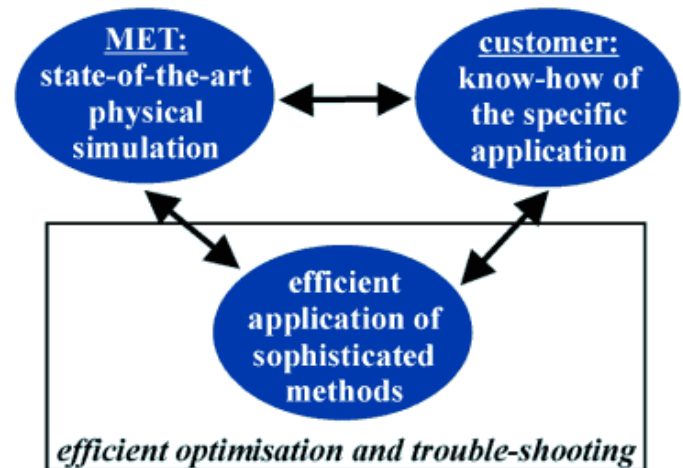 MET:
state-of-the-art
physical
simulation
customer:
know-how of
the specific
application
efficient
application of
sophisticated
methods
efficient optimisation and trouble-shooting